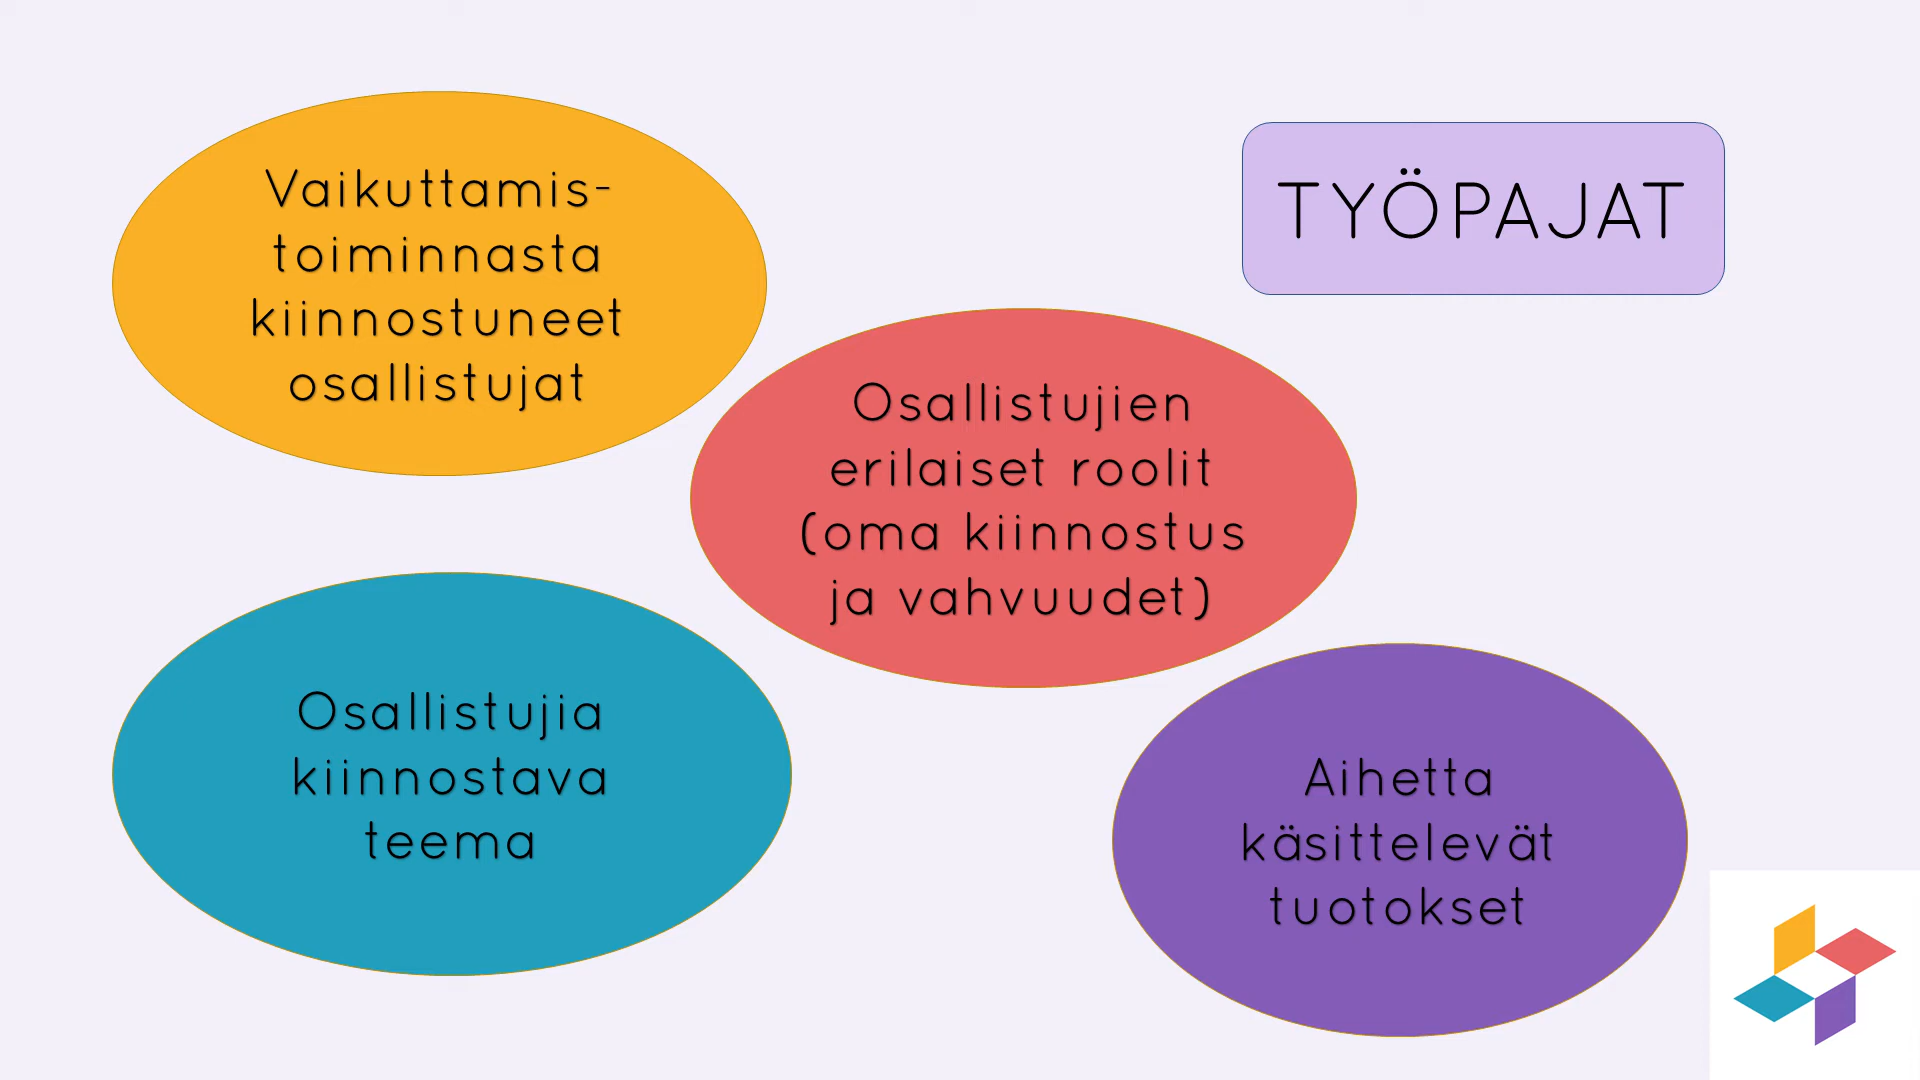 Vaikuttamis-
toiminnasta
kiinnostuneet
osallistujat
TYÖPAJAT
Osallistujien
erilaiset roolit
(oma kiinnostus
ja vahvuudet)
Osallistujia
kiinnostava
teema
Aihetta
käsittelevät
tuotokset